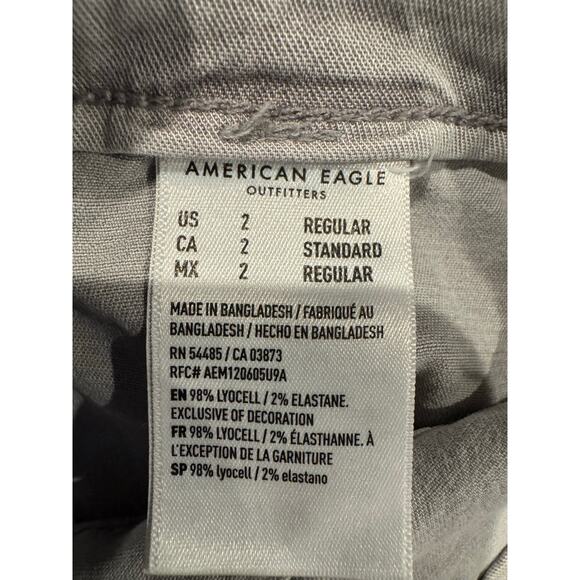 AMERICAN EAGLE
OUTFITTERS
US 2 REGULAR
CA 2 STANDARD
MX 2 REGULAR
MADE IN BANGLADESH / FABRIQUÉ AU
BANGLADESH / HECHO EN BANGLADESH
RN 54485 / CA 03873
RFC# AEM120605U9A
EN 98% LYOCELL / 2% ELASTANE.
EXCLUSIVE OF DECORATION
FR 98% LYOCELL / 2% ÉLASTHANNE. À
L'EXCEPTION DE LA GARNITURE
SP 98% lyocell / 2% elastano